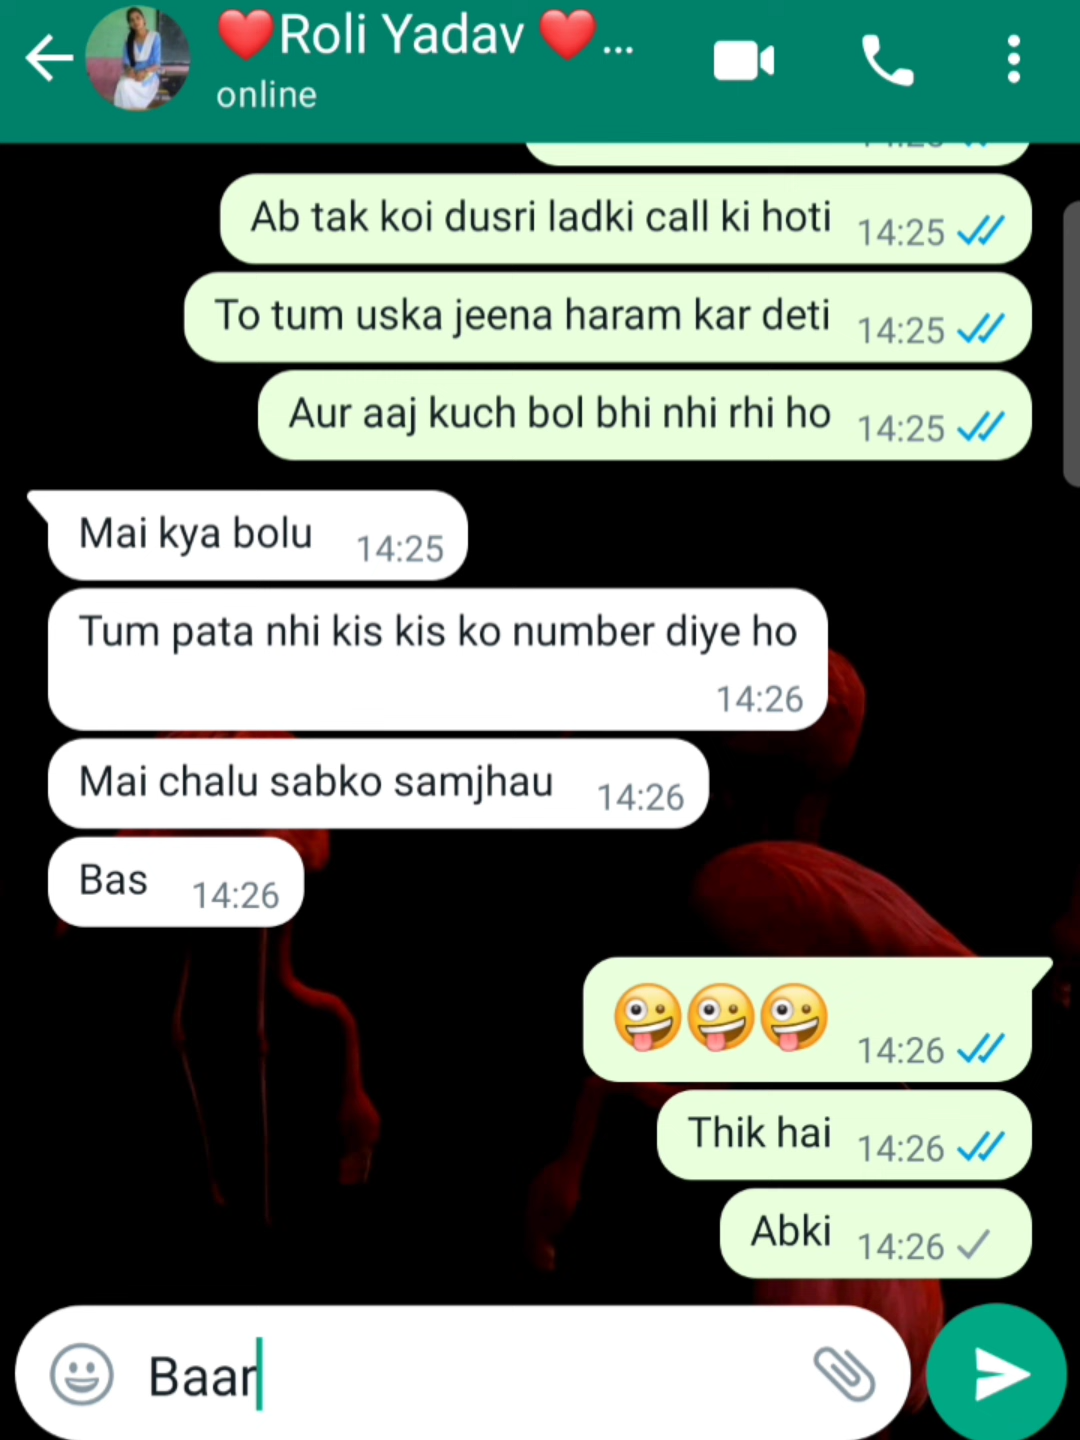 ❤️Roli Yadav ❤️...
online
Ab tak koi dusri ladki call ki hoti 14:25
To tum uska jeena haram kar deti 14:25
Aur aaj kuch bol bhi nhi rhi ho 14:25
Mai kya bolu 14:25
Tum pata nhi kis kis ko number diye ho
14:26
Mai chalu sabko samjhau 14:26
Bas 14:26
🤪🤪🤪 14:26
Thik hai 14:26
Abki 14:26
Baar